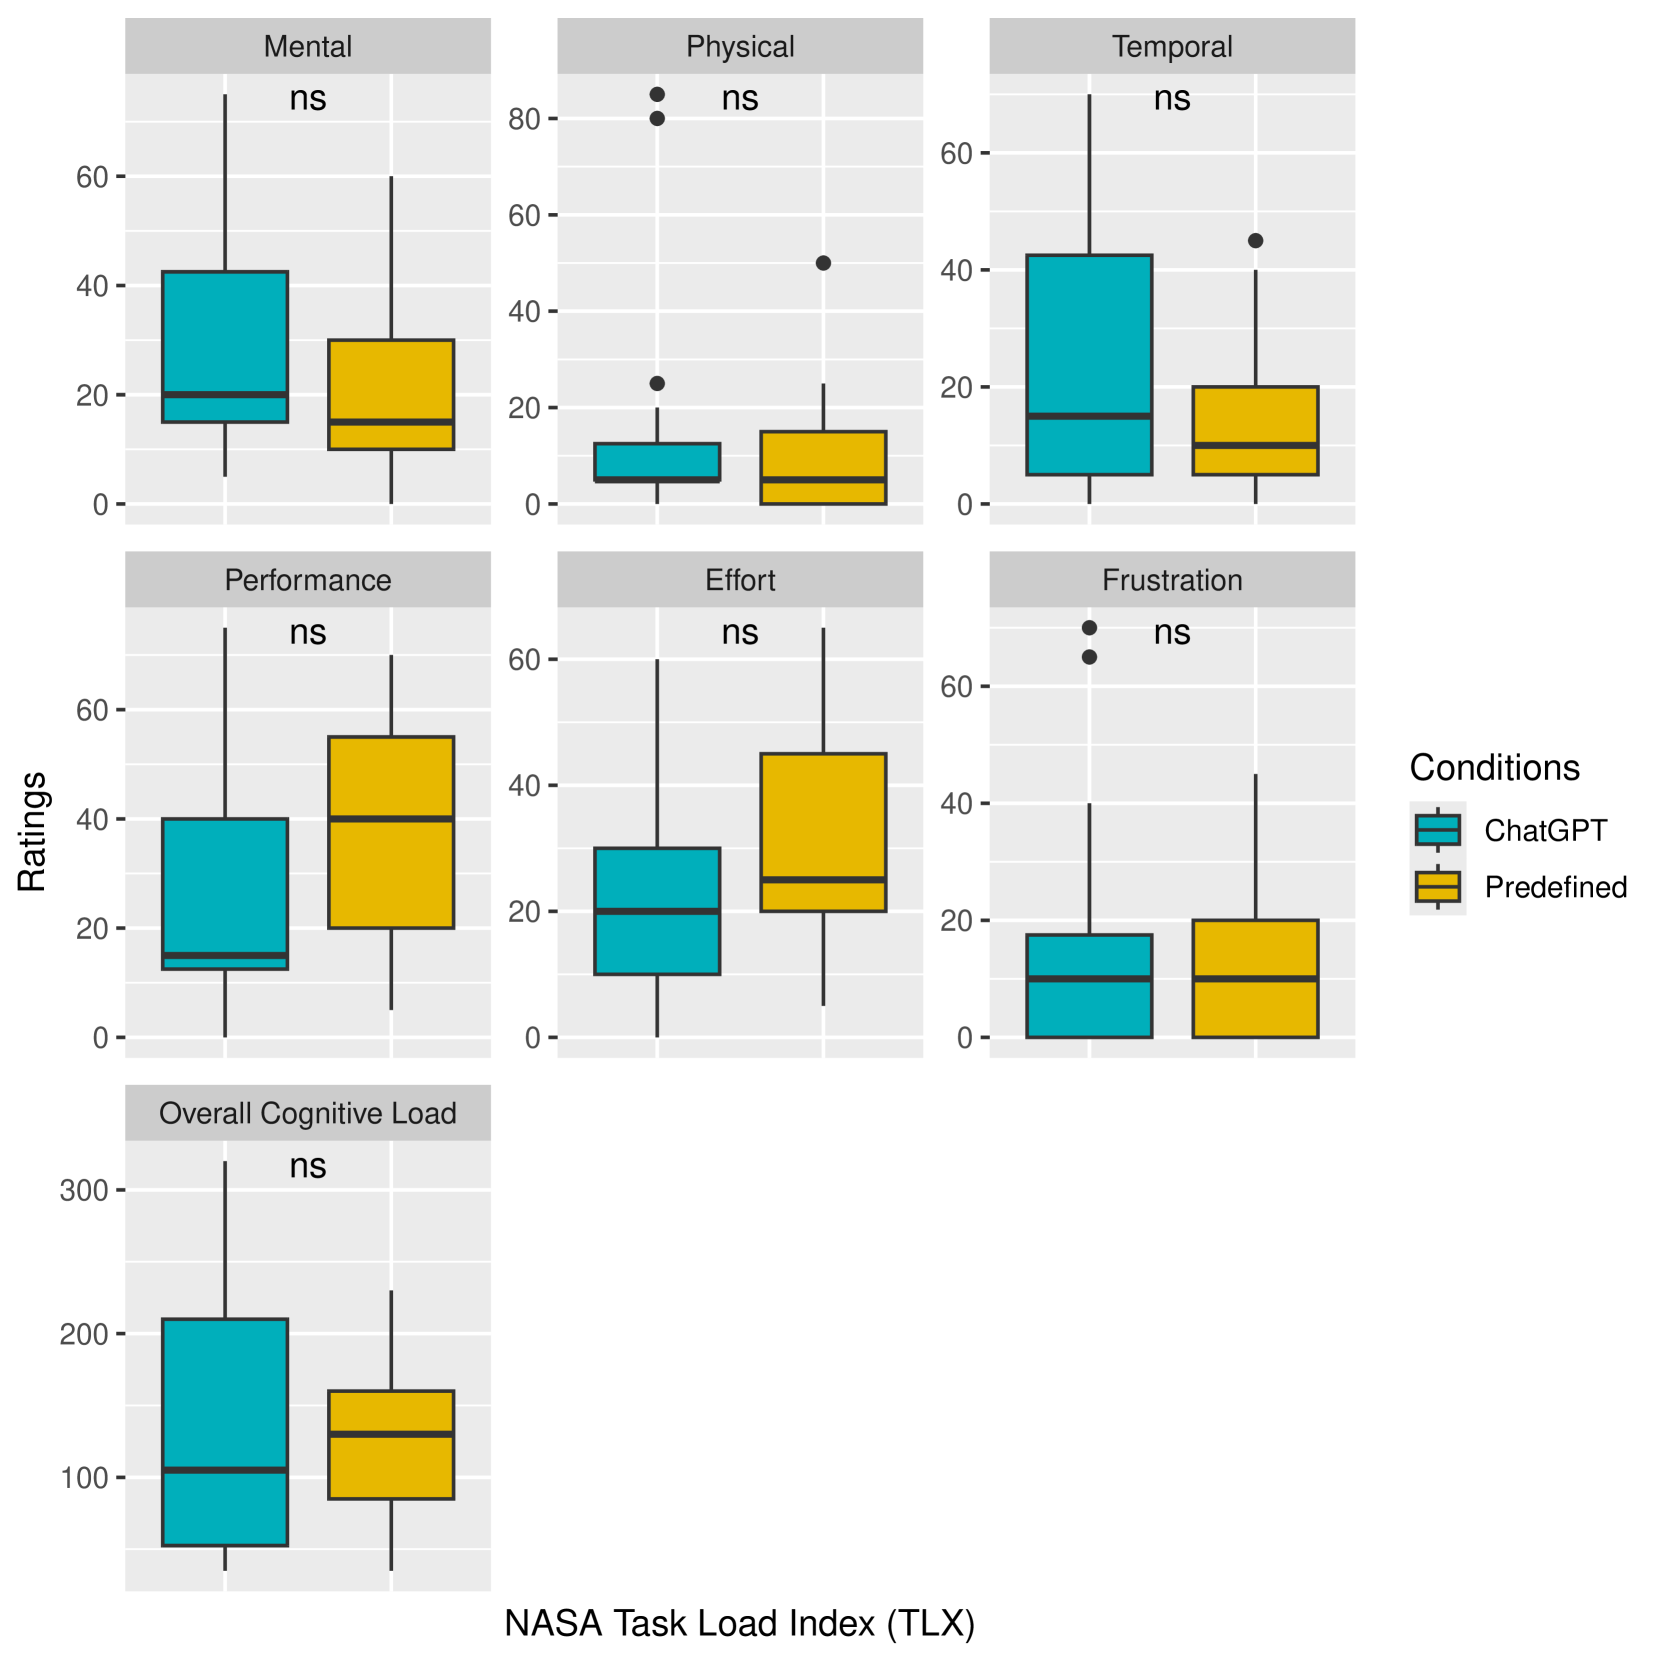 Mental
Physical
Temporal
ns
ns
ns
60
40
20
0
80
60
40
20
0
60
40
20
0
Performance
Effort
Frustration
ns
ns
ns
60
40
20
0
60
40
20
0
60
40
20
0
Overall Cognitive Load
ns
300
200
100
Ratings
NASA Task Load Index (TLX)
Conditions
ChatGPT
Predefined